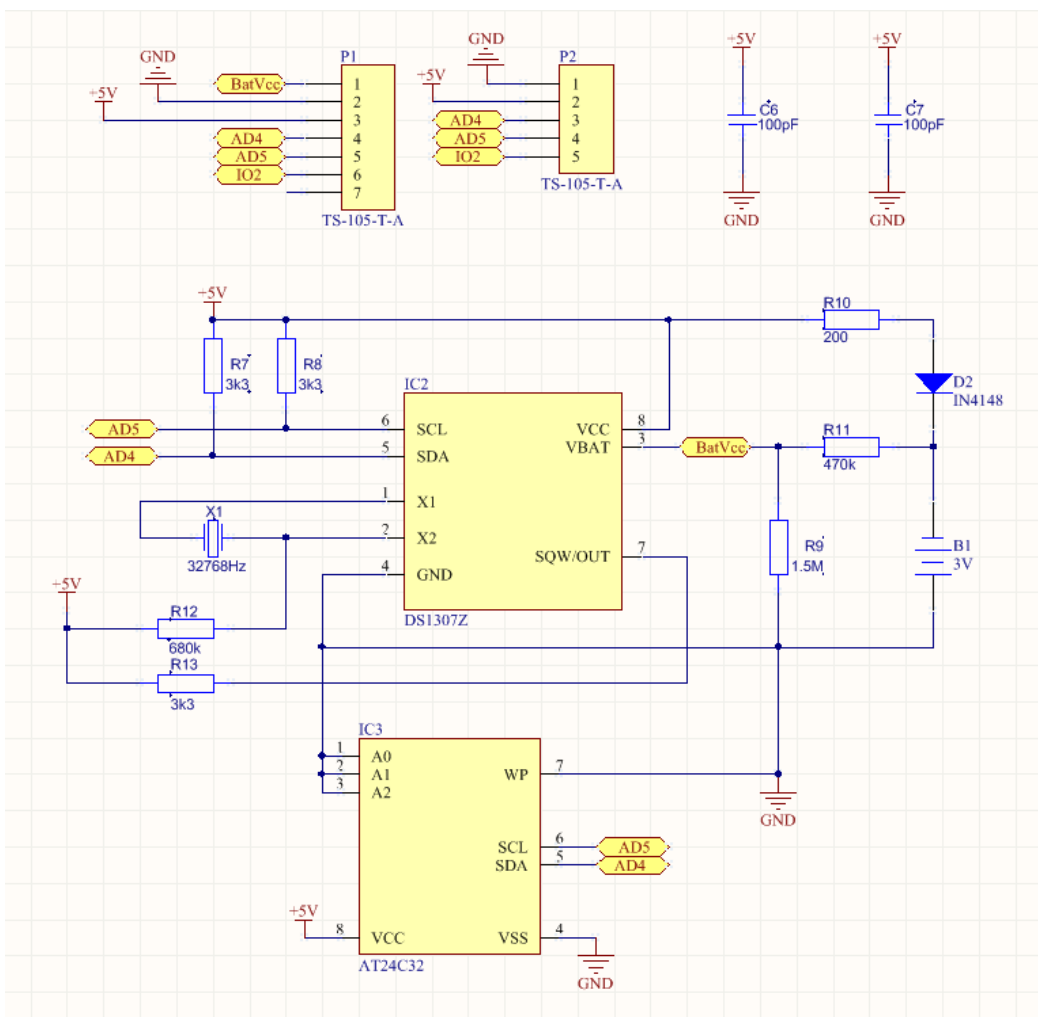 P1
GND
+5V
BatVcc
AD4
AD5
IO2
1
2
3
4
5
6
7
TS-105-T-A
P2
GND
+5V
AD4
AD5
IO2
1
2
3
4
5
TS-105-T-A
+5V
C6
100pF
GND
+5V
C7
100pF
GND
+5V
R7
3k3
R8
3k3
R10
200
D2
IN4148
IC2
AD5
AD4
6 SCL
5 SDA
1 X1
2 X2
4 GND
VCC 8
VBAT 3
SQW/OUT 7
DS1307Z
BatVcc
R11
470k
R9
1.5M
B1
3V
X1
32768Hz
+5V
R12
680k
R13
3k3
IC3
1 A0
2 A1
3 A2
WP 7
SCL 6
SDA 5
AD5
AD4
GND
+5V
8 VCC
VSS 4
GND
AT24C32